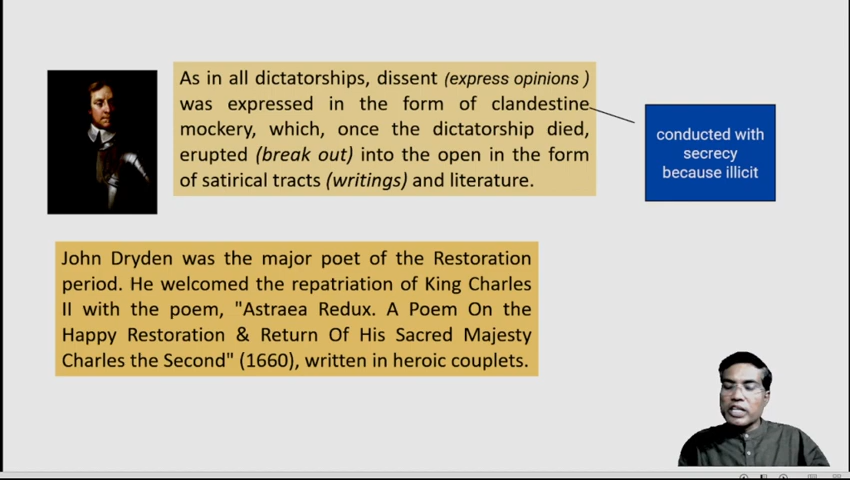 As in all dictatorships, dissent (express opinions )
was expressed in the form of clandestine
mockery, which, once the dictatorship died,
erupted (break out) into the open in the form
of satirical tracts (writings) and literature.
conducted with
secrecy
because illicit
John Dryden was the major poet of the Restoration
period. He welcomed the repatriation of King Charles
II with the poem, "Astraea Redux. A Poem On the
Happy Restoration & Return Of His Sacred Majesty
Charles the Second" (1660), written in heroic couplets.